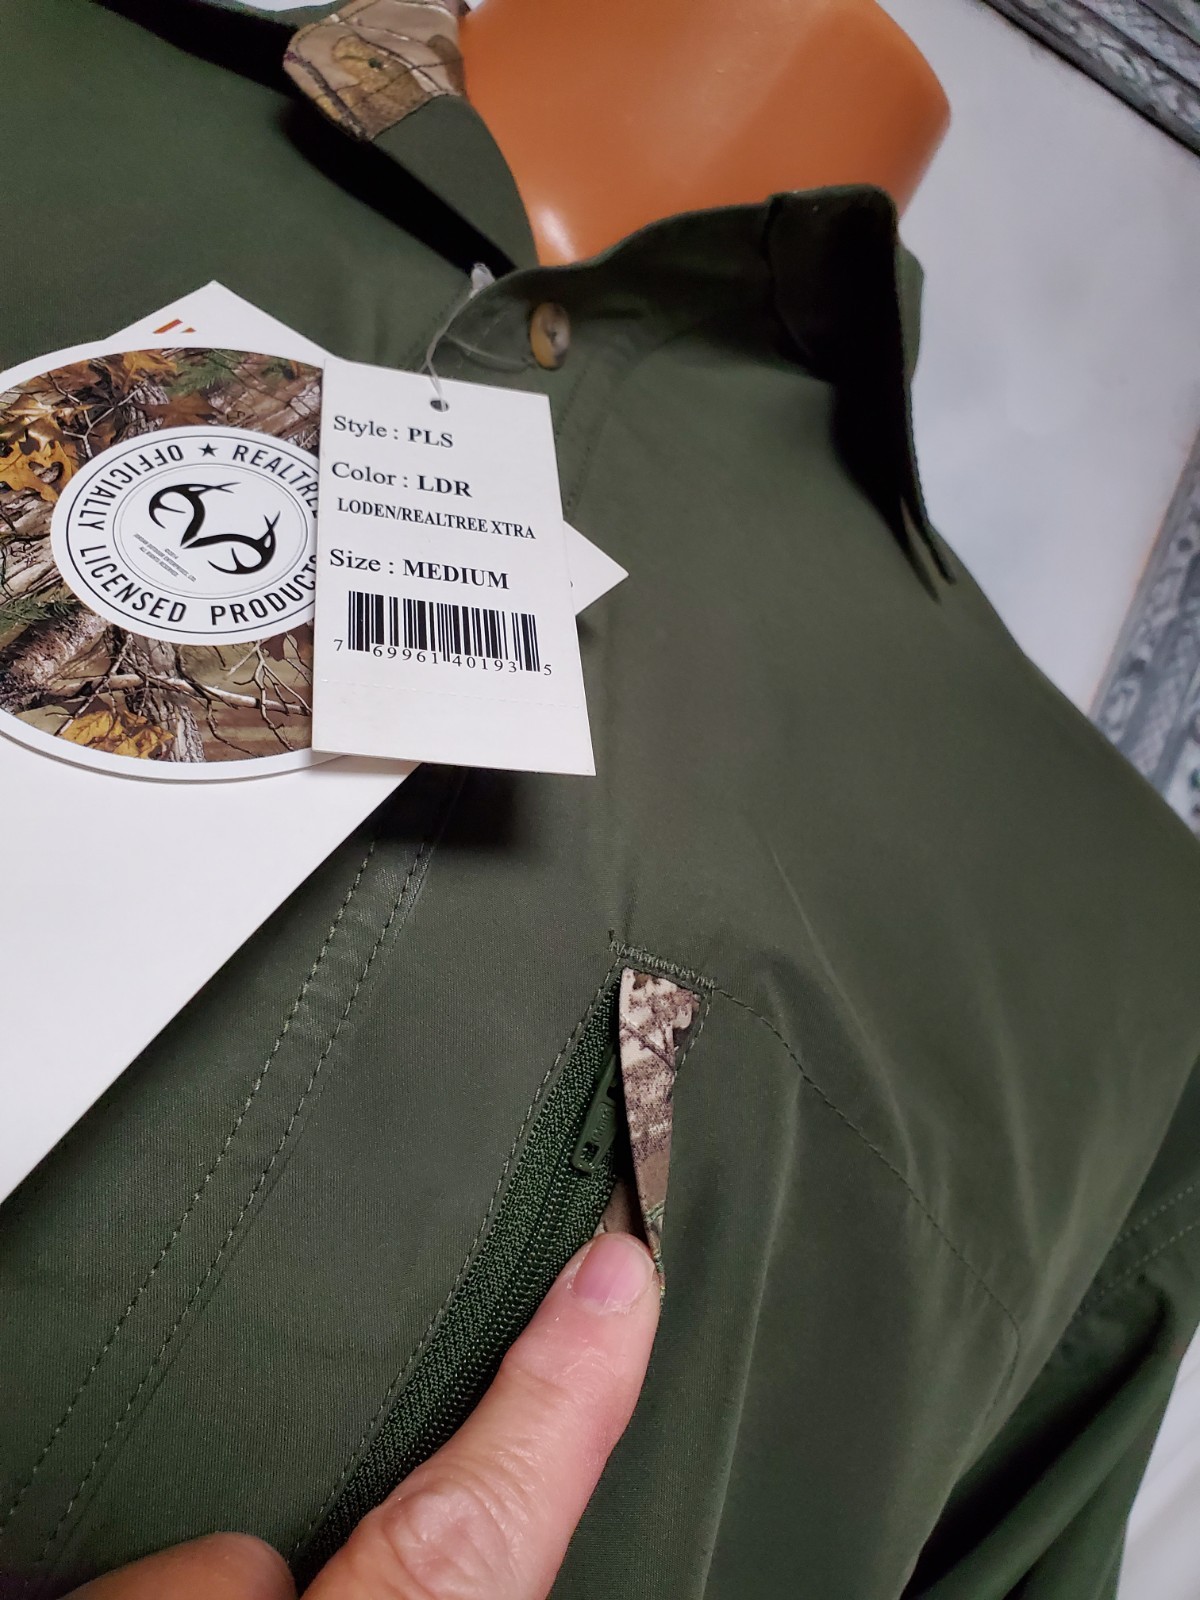 OFFICIALLY LICENSED PRODUCTS ★ REALTREE
Style : PLS
Color : LDR
LODEN/REALTREE XTRA
Size : MEDIUM
7 69961 40193 5